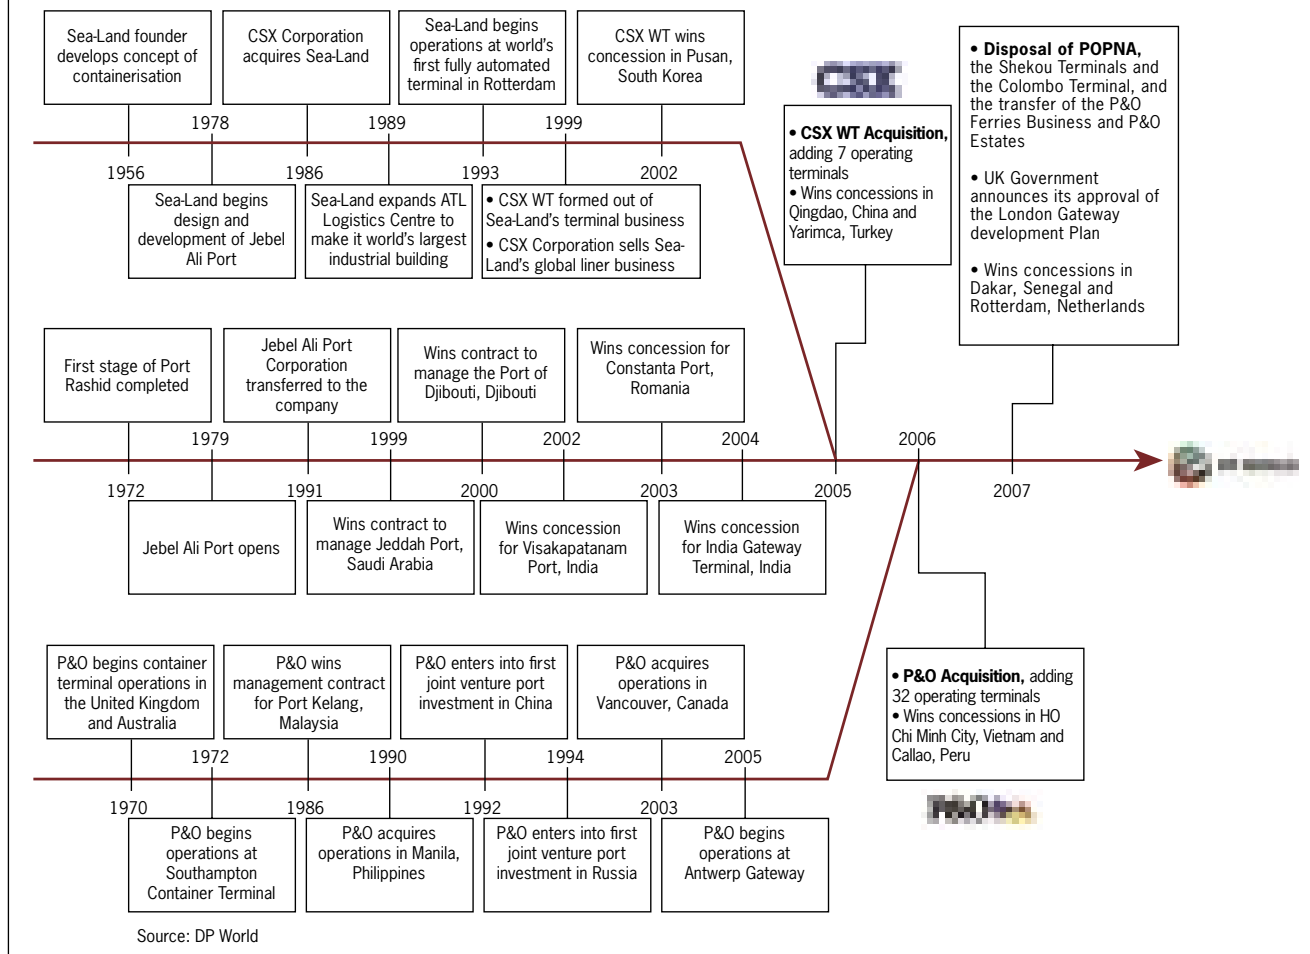 Sea-Land founder
develops concept of
containerisation
CSX Corporation
acquires Sea-Land
Sea-Land begins
operations at world's
first fully automated
terminal in Rotterdam
CSX WT wins
concession in Pusan,
South Korea
1978
1989
1999
1956
1986
1993
2002
Sea-Land begins
design and
development of Jebel
Ali Port
Sea-Land expands ATL
Logistics Centre to
make it world's largest
industrial building
• CSX WT formed out of
Sea-Land's terminal business
• CSX Corporation sells Sea-
Land's global liner business
CSX
• CSX WT Acquisition,
adding 7 operating
terminals
• Wins concessions in
Qingdao, China and
Yarimca, Turkey
• Disposal of POPNA,
the Shekou Terminals and
the Colombo Terminal, and
the transfer of the P&O
Ferries Business and P&O
Estates
• UK Government
announces its approval of
the London Gateway
development Plan
• Wins concessions in
Dakar, Senegal and
Rotterdam, Netherlands
First stage of Port
Rashid completed
Jebel Ali Port
Corporation
transferred to the
company
Wins contract to
manage the Port of
Djibouti, Djibouti
Wins concession for
Constanta Port,
Romania
1979
1999
2002
2004
2006
1972
1991
2000
2003
2005
2007
Jebel Ali Port opens
Wins contract to
manage Jeddah Port,
Saudi Arabia
Wins concession
for Visakapatanam
Port, India
Wins concession
for India Gateway
Terminal, India
P&O begins container
terminal operations in
the United Kingdom
and Australia
P&O wins
management contract
for Port Kelang,
Malaysia
P&O enters into first
joint venture port
investment in China
P&O acquires
operations in
Vancouver, Canada
1972
1990
1994
2005
1970
1986
1992
2003
P&O begins
operations at
Southampton
Container Terminal
P&O acquires
operations in Manila,
Philippines
P&O enters into first
joint venture port
investment in Russia
P&O begins
operations at
Antwerp Gateway
• P&O Acquisition, adding
32 operating terminals
• Wins concessions in HO
Chi Minh City, Vietnam and
Callao, Peru
P&O
Source: DP World